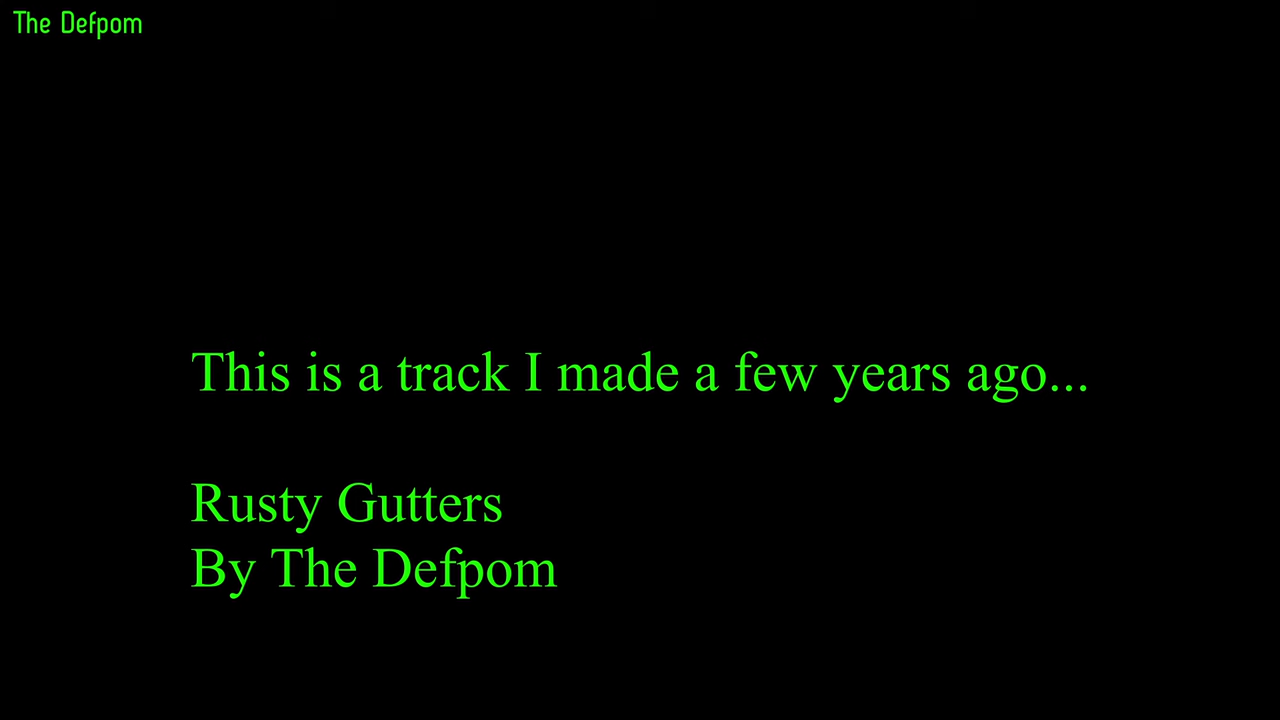 The Defpom
This is a track I made a few years ago...
Rusty Gutters
By The Defpom